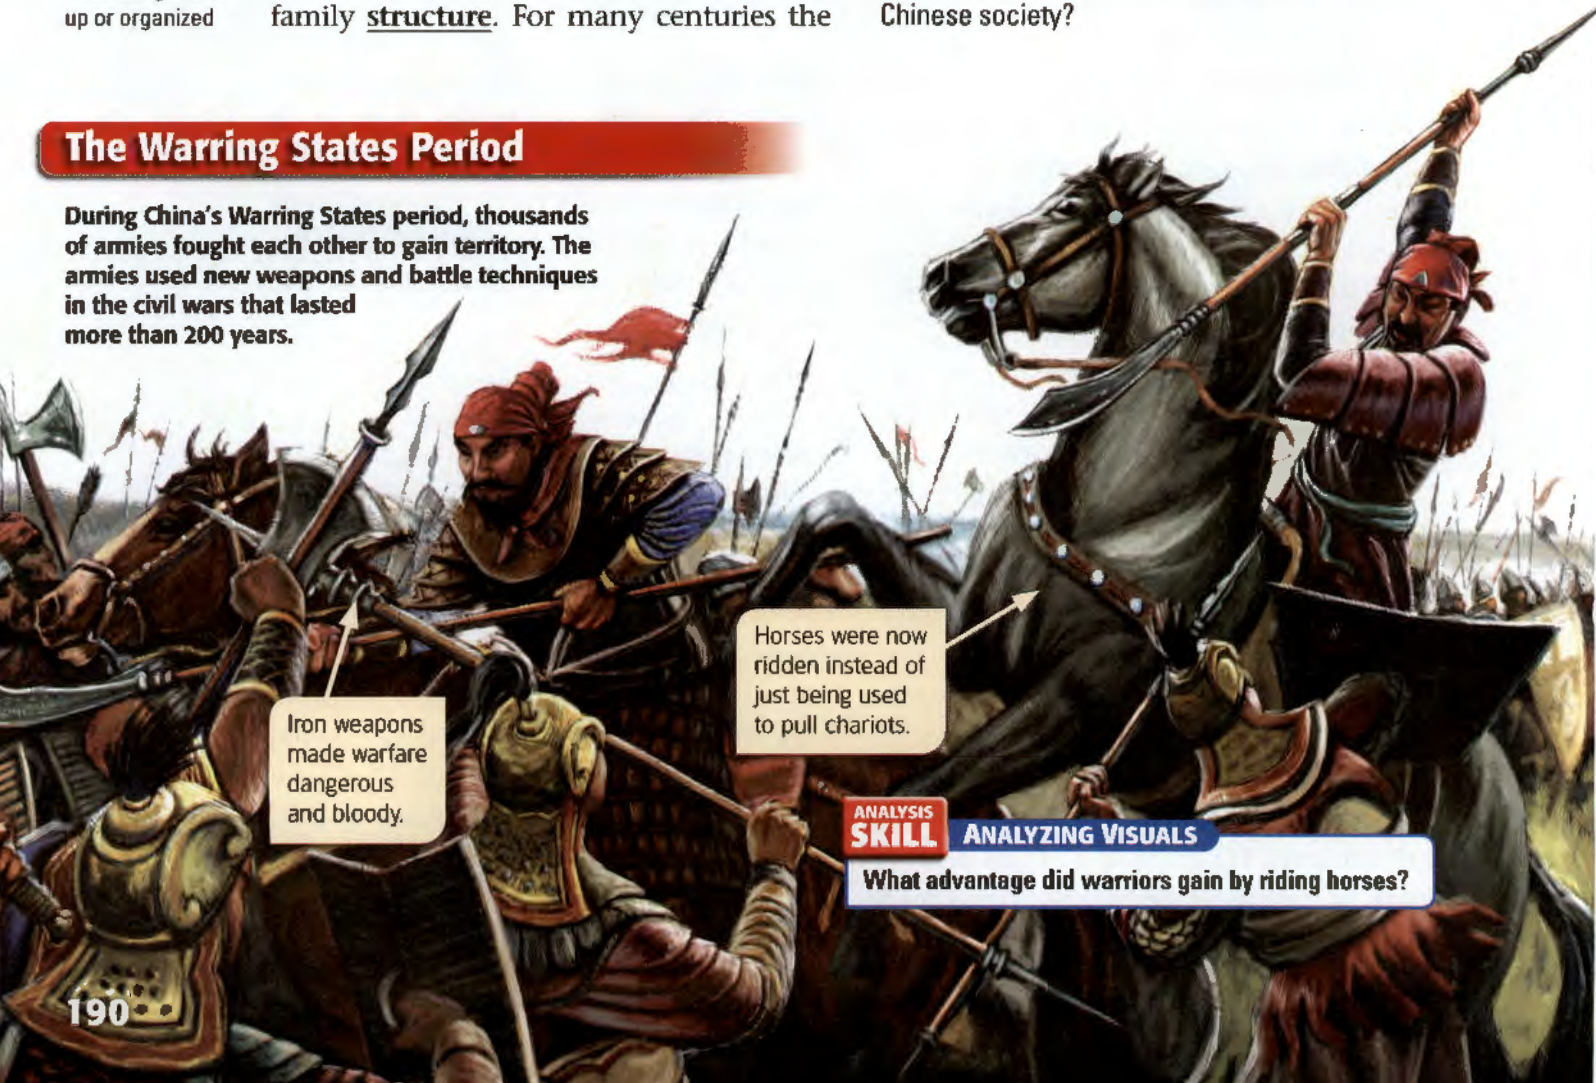 up or organized
family structure. For many centuries the
Chinese society?
The Warring States Period
During China's Warring States period, thousands
of armies fought each other to gain territory. The
armies used new weapons and battle techniques
in the civil wars that lasted
more than 200 years.
Horses were now
ridden instead of
just being used
to pull chariots.
Iron weapons
made warfare
dangerous
and bloody.
ANALYSIS
SKILL
ANALYZING VISUALS
What advantage did warriors gain by riding horses?
190